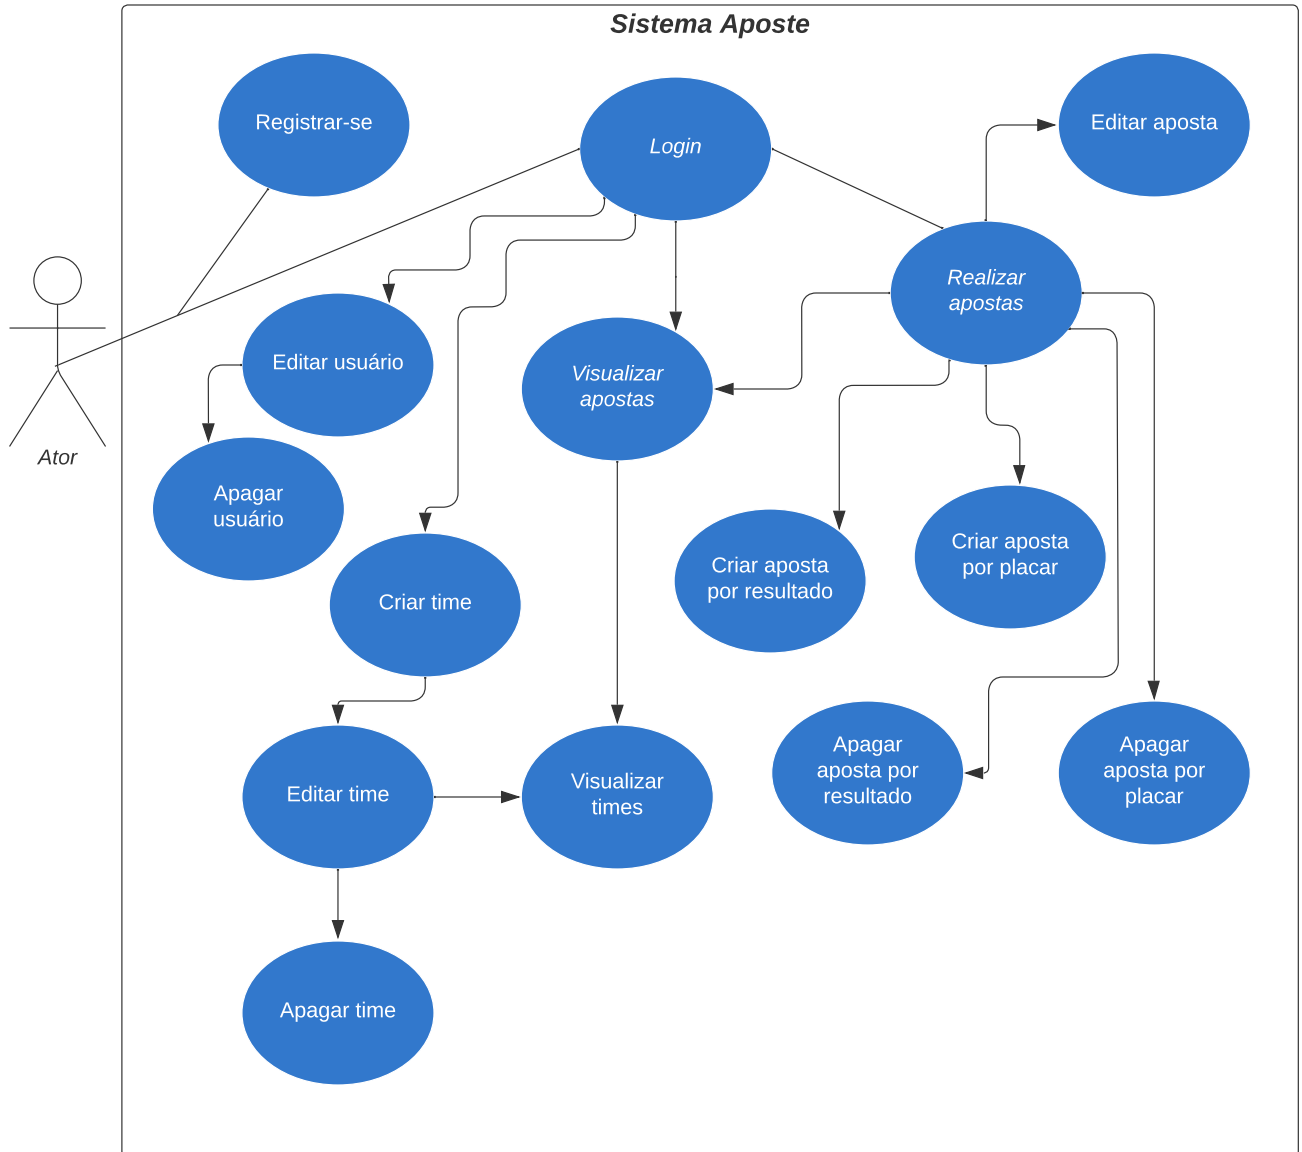 Sistema Aposte
Registrar-se
Login
Editar aposta
Realizar
apostas
Editar usuário
Visualizar
apostas
Ator
Apagar
usuário
Criar aposta
por placar
Criar aposta
por resultado
Criar time
Apagar
aposta por
resultado
Apagar
aposta por
placar
Editar time
Visualizar
times
Apagar time